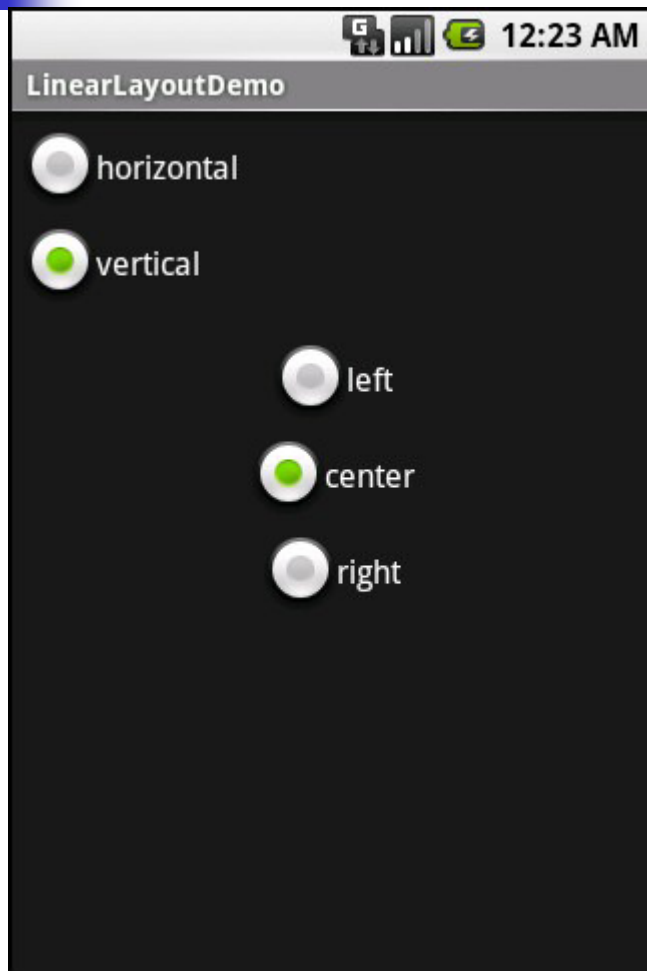 G
12:23 AM
LinearLayoutDemo
horizontal
vertical
left
center
right